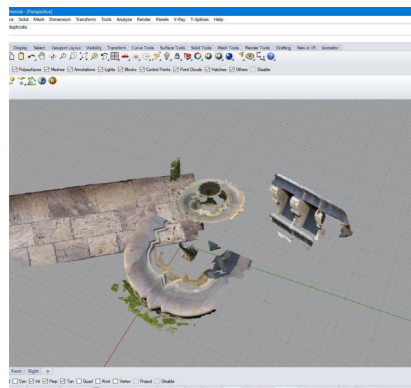 mercial - [Perspective]
ice Solid Mesh Dimension Transform Tools Analyze Render Panels V-Ray T-Splines Help
duplicate.
Display Select Viewport Layout Visibility Transform Curve Tools Surface Tools Solid Tools Mesh Tools Render Tools Drafting New in V5 Isometric
Polysurfaces Meshes Annotations Lights Blocks Control Points Point Clouds Hatches Others Disable
Front Right
Cen Int Perp Tan Quad Knot Vertex Project Disable